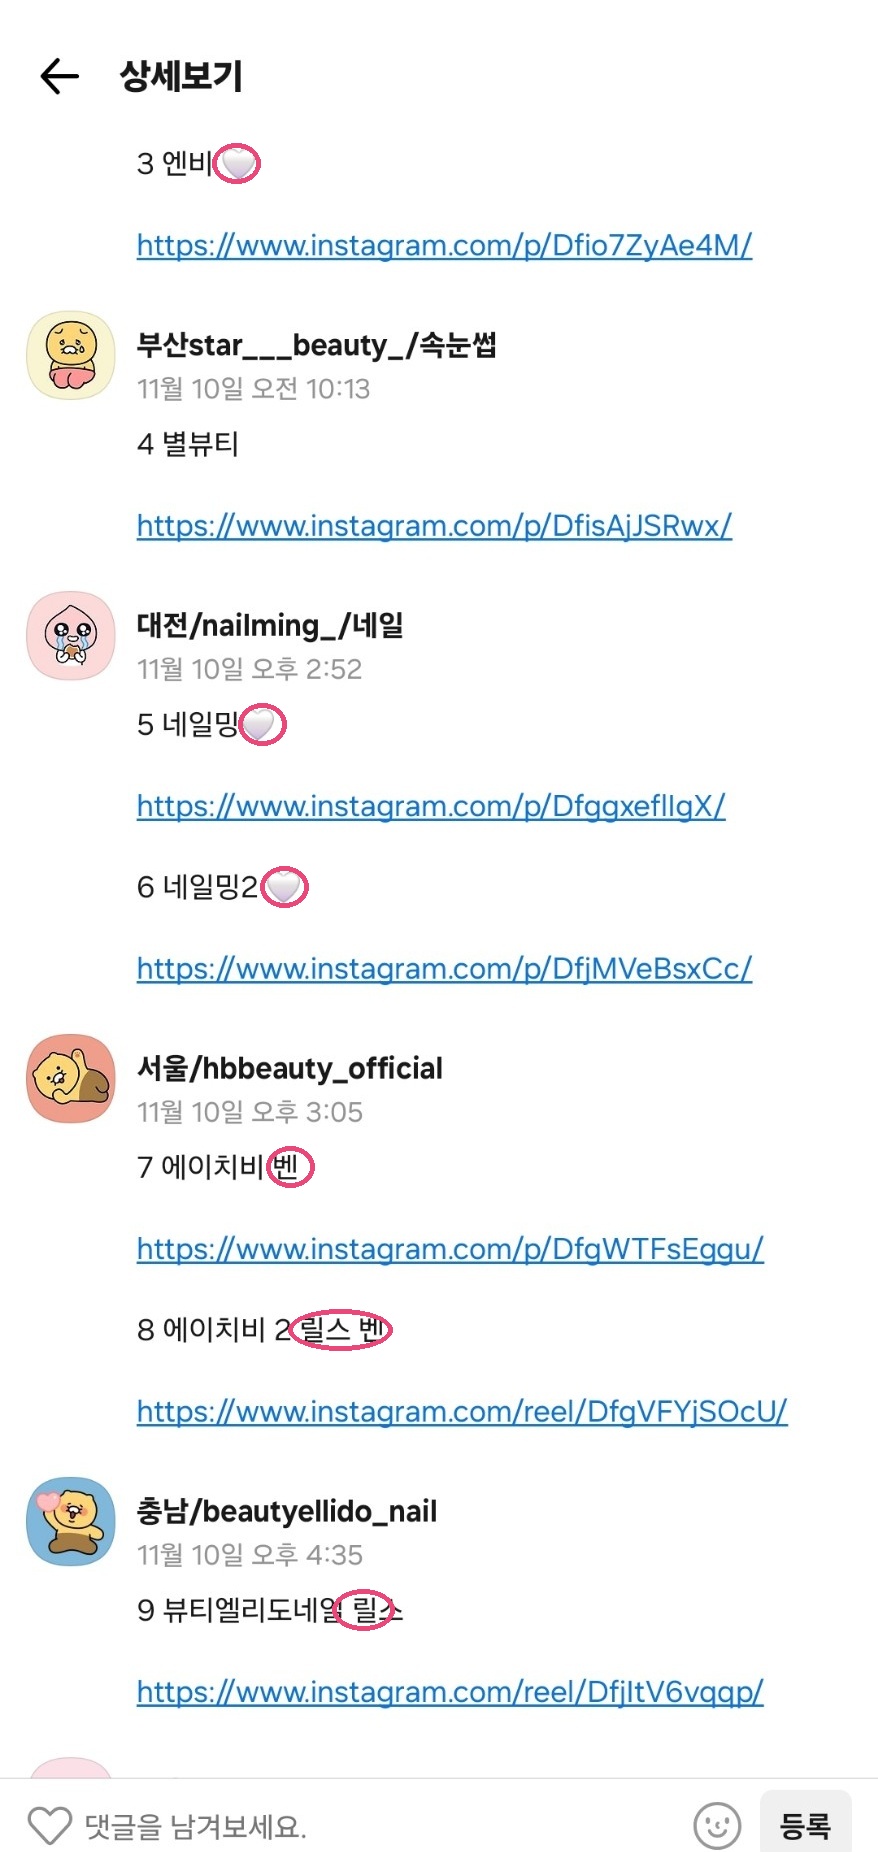 상세보기
3 엔비🤍
https://www.instagram.com/p/Dfio7ZyAe4M/
부산star___beauty_/속눈썹
11월 10일 오전 10:13
4 별뷰티
https://www.instagram.com/p/DfisAjJSRwx/
대전/nailming_/네일
11월 10일 오후 2:52
5 네일밍🤍
https://www.instagram.com/p/DfggxeflIgX/
6 네일밍2🤍
https://www.instagram.com/p/DfjMVeBsxCc/
서울/hbbeauty_official
11월 10일 오후 3:05
7 에이치비 벤
https://www.instagram.com/p/DfgWTFsEggu/
8 에이치비 2 릴스 벤
https://www.instagram.com/reel/DfgVFYjSOcU/
충남/beautyellido_nail
11월 10일 오후 4:35
9 뷰티엘리도네일 릴스
https://www.instagram.com/reel/DfjItV6vqqp/
댓글을 남겨보세요.
등록